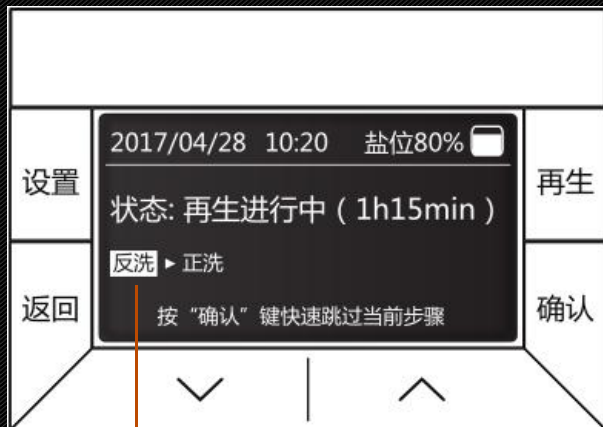 2017/04/28 10:20 盐位80%
设置
再生
状态: 再生进行中（1h15min）
反洗 ▸ 正洗
返回
确认
按“确认”键快速跳过当前步骤